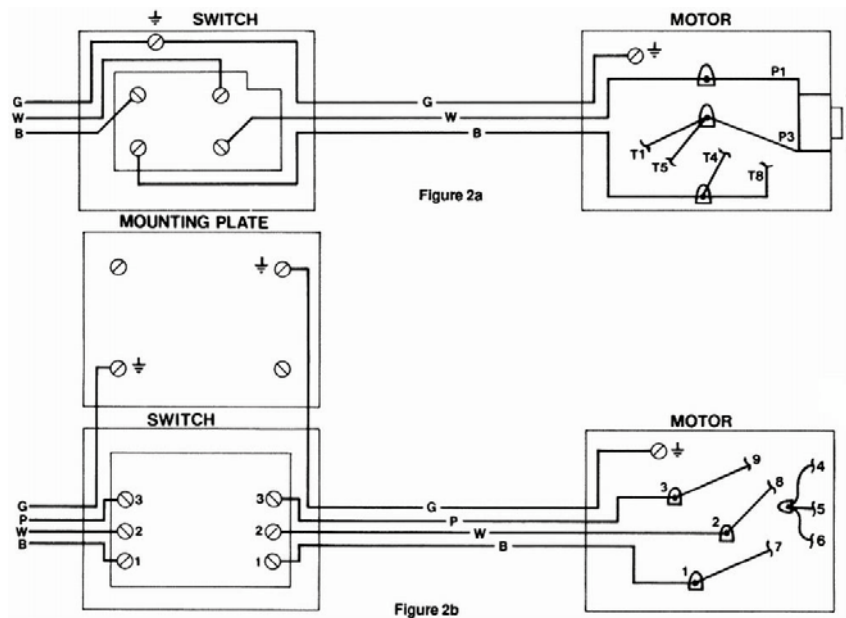 SWITCH
MOTOR
P1
G
G
W
W
B
B
P3
T1
T5
T4
T8
Figure 2a
MOUNTING PLATE
SWITCH
MOTOR
9
4
3
3
3
8
G
G
5
P
P
2
2
2
W
W
6
B
B
7
1
1
1
Figure 2b